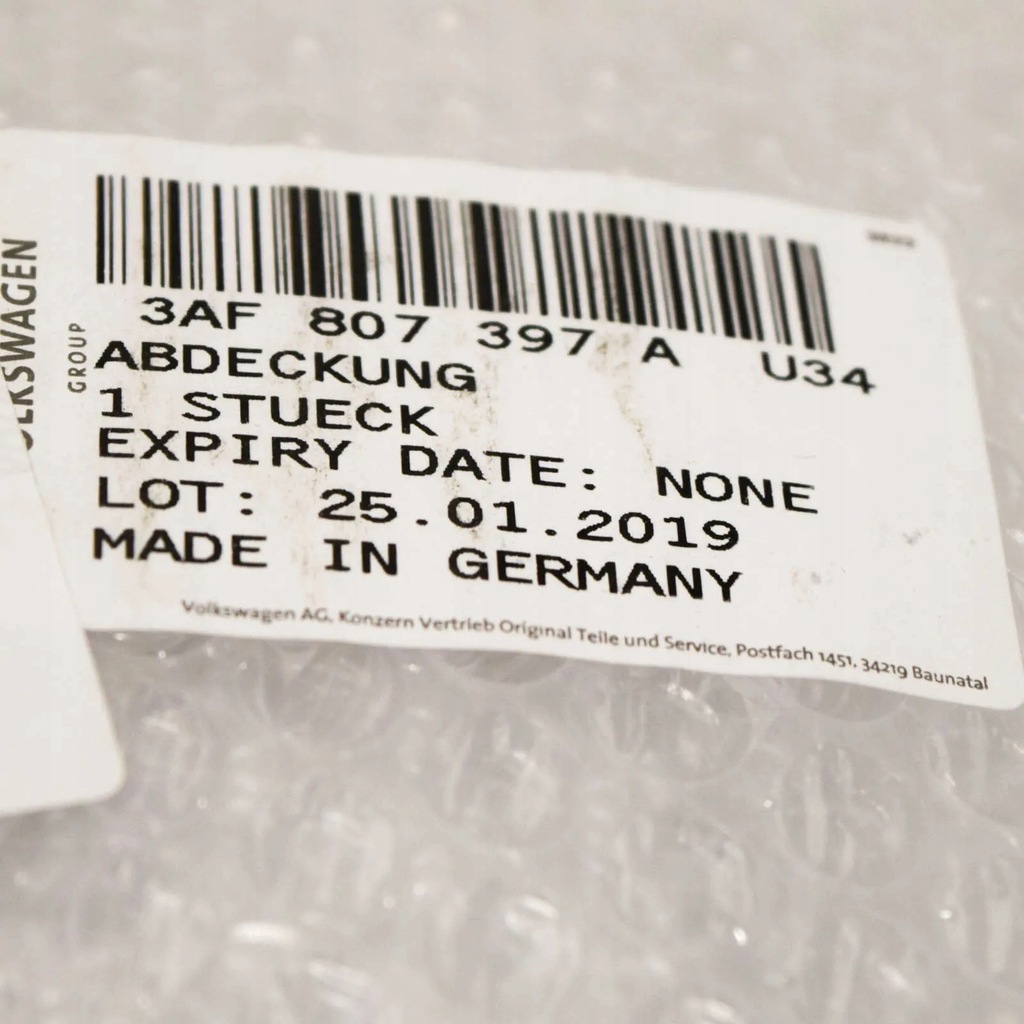 GROUP
3AF 807 397 A U34
ABDECKUNG
1 STUECK
EXPIRY DATE: NONE
LOT: 25.01.2019
MADE IN GERMANY
Volkswagen AG, Konzern Vertrieb Original Teile und Service, Postfach 1451, 34219 Baunatal